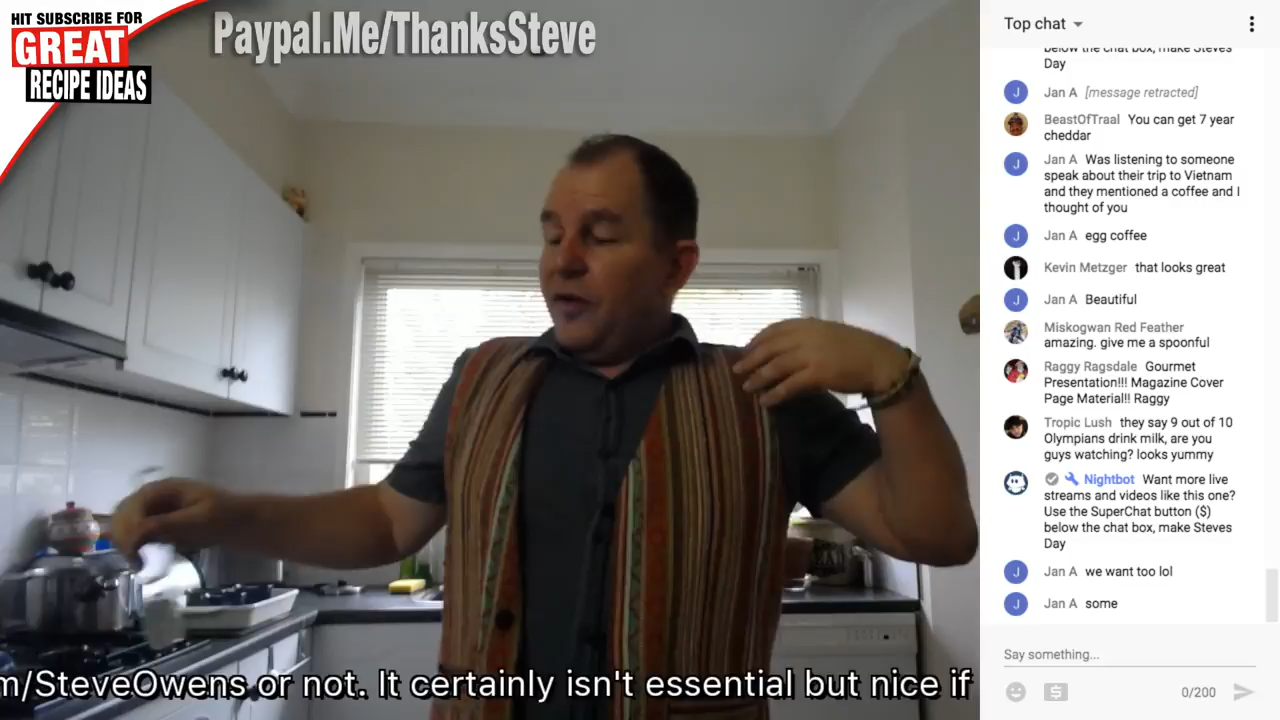 HIT SUBSCRIBE FOR
GREAT
RECIPE IDEAS
Paypal.Me/ThanksSteve
m/SteveOwens or not. It certainly isn't essential but nice if
Top chat
below the chat box, make Steves
Day
Jan A [message retracted]
BeastOfTraal You can get 7 year
cheddar
Jan A Was listening to someone
speak about their trip to Vietnam
and they mentioned a coffee and I
thought of you
Jan A egg coffee
Kevin Metzger that looks great
Jan A Beautiful
Miskogwan Red Feather
amazing. give me a spoonful
Raggy Ragsdale Gourmet
Presentation!!! Magazine Cover
Page Material!! Raggy
Tropic Lush they say 9 out of 10
Olympians drink milk, are you
guys watching? looks yummy
Nightbot Want more live
streams and videos like this one?
Use the SuperChat button ($)
below the chat box, make Steves
Day
Jan A we want too lol
Jan A some
Say something...
0/200